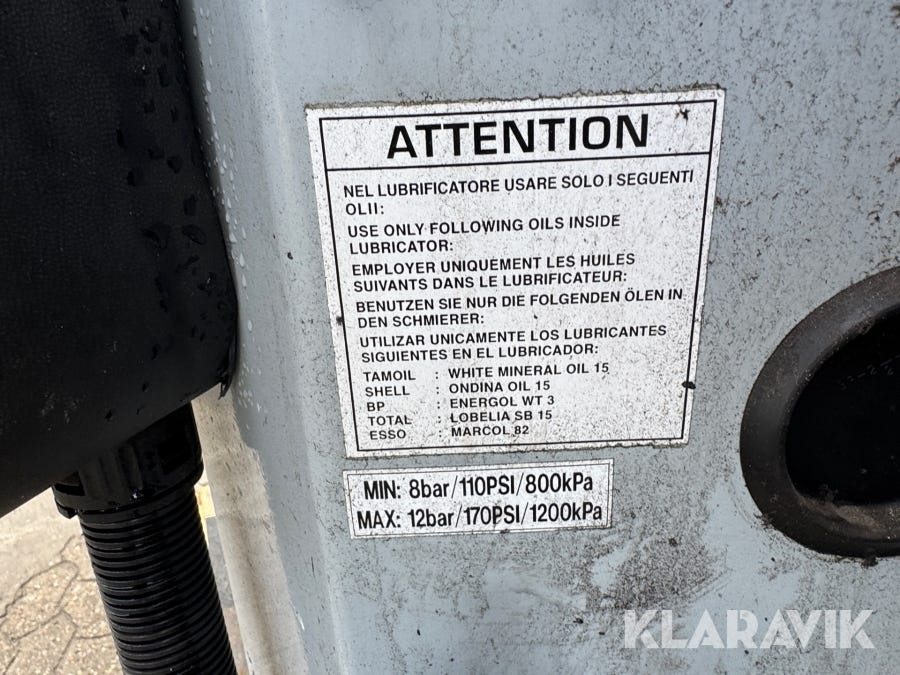 ATTENTION
NEL LUBRIFICATORE USARE SOLO I SEGUENTI
OLII:
USE ONLY FOLLOWING OILS INSIDE
LUBRICATOR:
EMPLOYER UNIQUEMENT LES HUILES
SUIVANTS DANS LE LUBRIFICATEUR:
BENUTZEN SIE NUR DIE FOLGENDEN ÖLEN IN
DEN SCHMIERER:
UTILIZAR UNICAMENTE LOS LUBRICANTES
SIGUIENTES EN EL LUBRICADOR:
TAMOIL : WHITE MINERAL OIL 15
SHELL : ONDINA OIL 15
BP : ENERGOL WT 3
TOTAL : LOBELIA SB 15
ESSO : MARCOL 82
MIN: 8bar/110PSI/800kPa
MAX: 12bar/170PSI/1200kPa
KLARAVIK